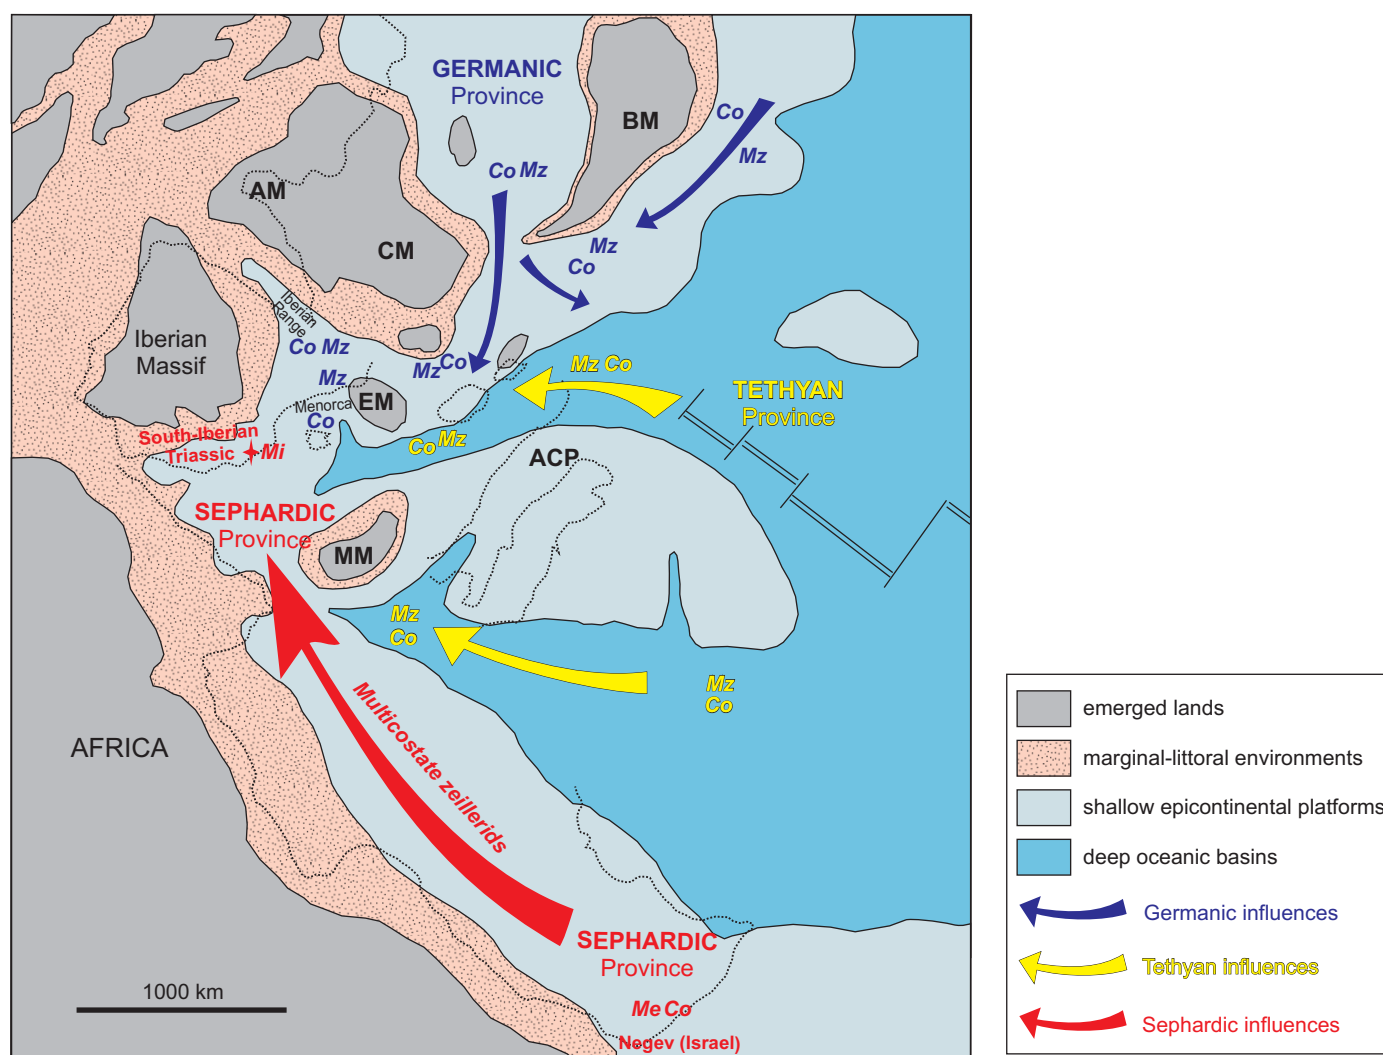 GERMANIC
Province
BM
Co
Mz
Co Mz
AM
CM
Mz
Co
Iberian
Range
Iberian
Massif
Co Mz
Mz
Mz Co
Mz Co
TETHYAN
Province
EM
Menorca
Co
South-Iberian
Triassic
Mi
Co Mz
ACP
SEPHARDIC
Province
MM
Mz
Co
Mz
Co
AFRICA
Multicostate zeillerids
SEPHARDIC
Province
Me Co
Negev (Israel)
1000 km
emerged lands
marginal-littoral environments
shallow epicontinental platforms
deep oceanic basins
Germanic influences
Tethyan influences
Sephardic influences